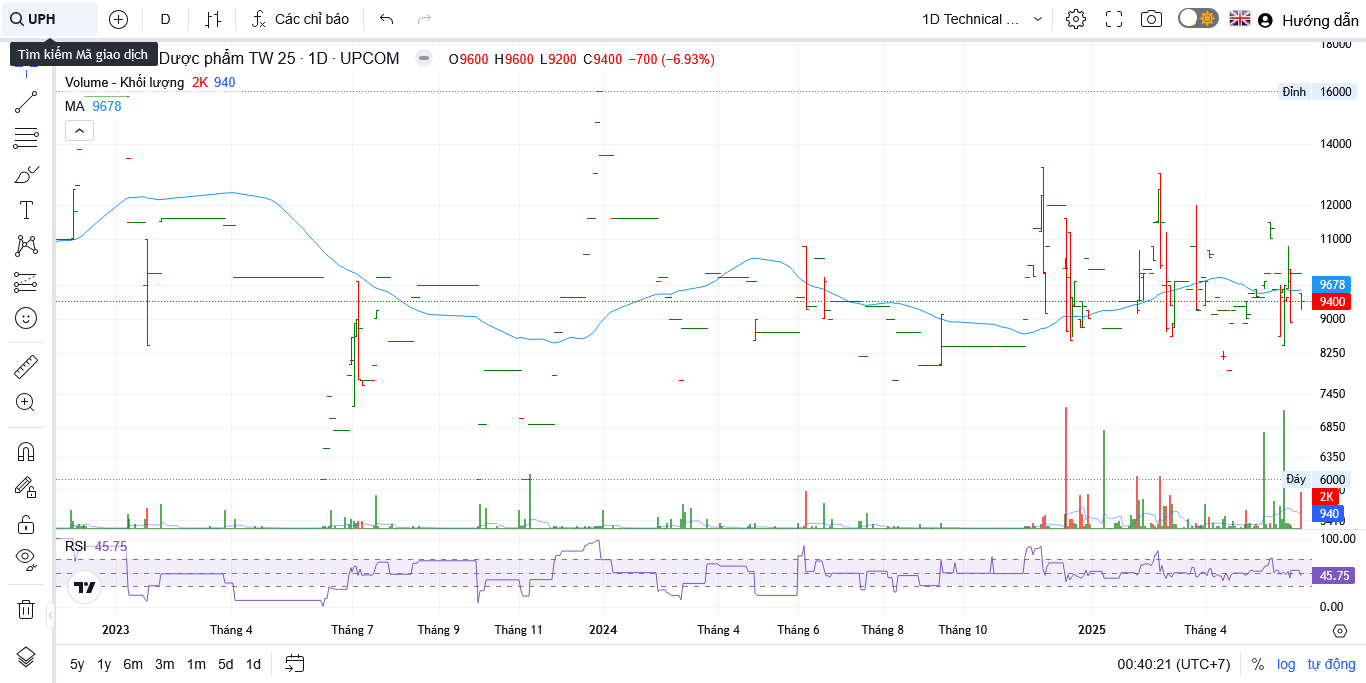 UPH
D
Các chỉ báo
1D Technical ...
Hướng dẫn
Tìm kiếm Mã giao dịch
Dược phẩm TW 25 · 1D · UPCOM
O9600 H9600 L9200 C9400 −700 (−6.93%)
Volume - Khối lượng 2K 940
MA 9678
18000
Đỉnh 16000
14000
12000
11000
9678
9400
9000
8250
7450
6850
6350
Đáy 6000
2K
940
RSI 45.75
100.00
45.75
0.00
2023 Tháng 4 Tháng 7 Tháng 9 Tháng 11 2024 Tháng 4 Tháng 6 Tháng 8 Tháng 10 2025 Tháng 4
5y 1y 6m 3m 1m 5d 1d
00:40:21 (UTC+7) % log tự động